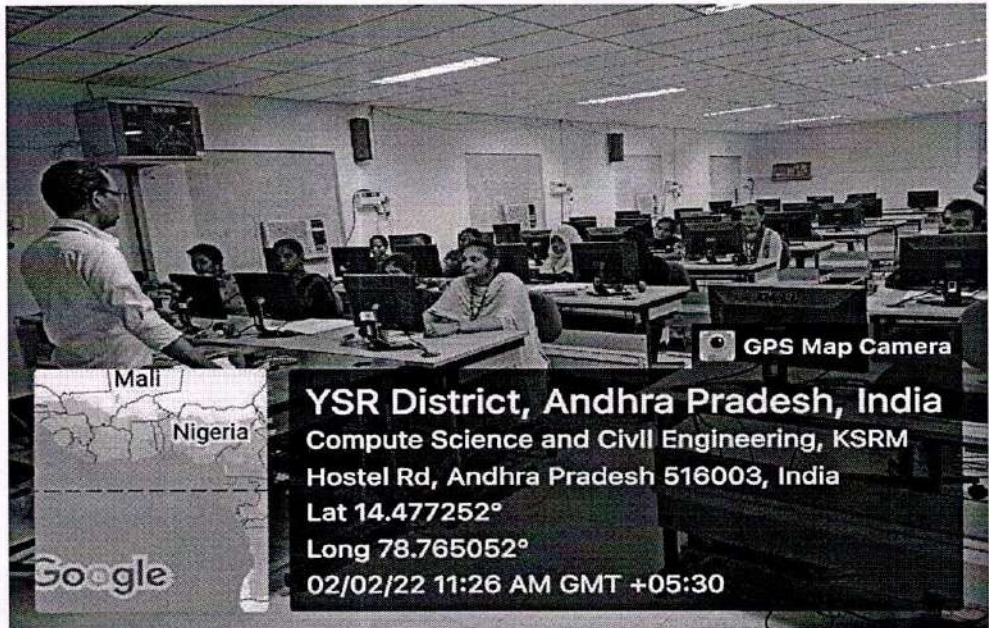 GPS Map Camera
Mali
Nigeria
Google
YSR District, Andhra Pradesh, India
Compute Science and Civil Engineering, KSRM
Hostel Rd, Andhra Pradesh 516003, India
Lat 14.477252°
Long 78.765052°
02/02/22 11:26 AM GMT +05:30